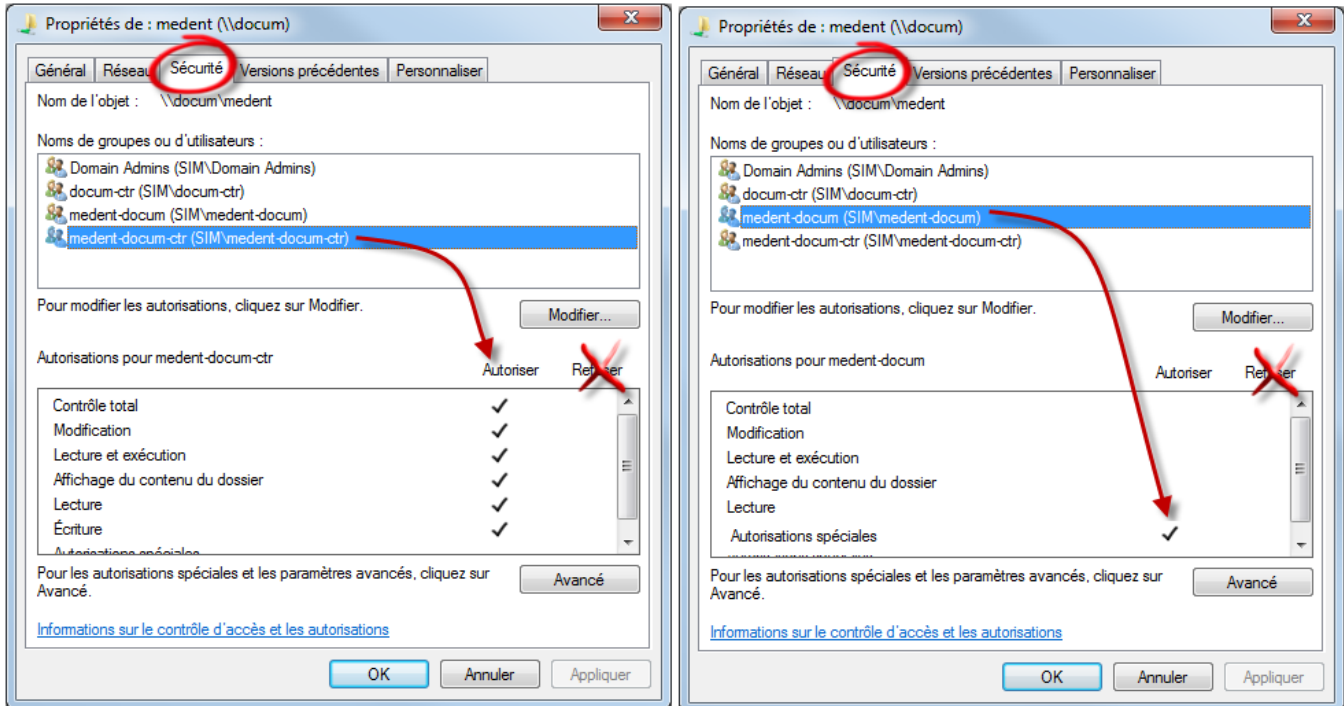 Propriétés de : medent (\\docum)
Général Réseau Sécurité Versions précédentes Personnaliser
Nom de l'objet : \\docum\medent
Noms de groupes ou d'utilisateurs :
Domain Admins (SIM\Domain Admins)
docum-ctr (SIM\docum-ctr)
medent-docum (SIM\medent-docum)
medent-docum-ctr (SIM\medent-docum-ctr)
Pour modifier les autorisations, cliquez sur Modifier.
Modifier...
Autorisations pour medent-docum-ctr
Autoriser Refuser
Contrôle total
Modification
Lecture et exécution
Affichage du contenu du dossier
Lecture
Écriture
Autorisations spéciales
Pour les autorisations spéciales et les paramètres avancés, cliquez sur
Avancé.
Avancé
Informations sur le contrôle d'accès et les autorisations
OK Annuler Appliquer
Propriétés de : medent (\\docum)
Général Réseau Sécurité Versions précédentes Personnaliser
Nom de l'objet : \\docum\medent
Noms de groupes ou d'utilisateurs :
Domain Admins (SIM\Domain Admins)
docum-ctr (SIM\docum-ctr)
medent-docum (SIM\medent-docum)
medent-docum-ctr (SIM\medent-docum-ctr)
Pour modifier les autorisations, cliquez sur Modifier.
Modifier...
Autorisations pour medent-docum
Autoriser Refuser
Contrôle total
Modification
Lecture et exécution
Affichage du contenu du dossier
Lecture
Autorisations spéciales
Pour les autorisations spéciales et les paramètres avancés, cliquez sur
Avancé.
Avancé
Informations sur le contrôle d'accès et les autorisations
OK Annuler Appliquer